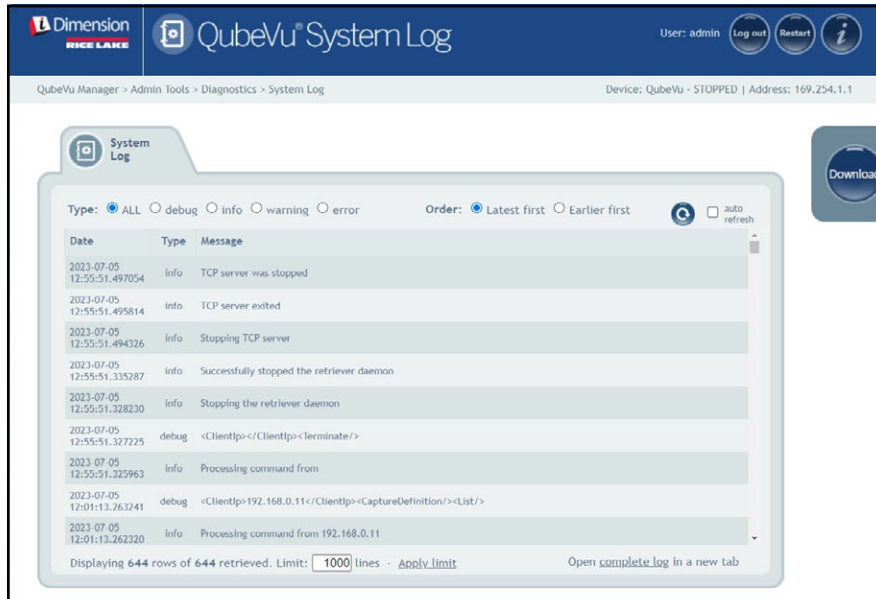 iDimension
RICE LAKE
QubeVu® System Log
User: admin
Log out
Restart
i
QubeVu Manager > Admin Tools > Diagnostics > System Log
Device: QubeVu - STOPPED | Address: 169.254.1.1
System
Log
Download
Type: ALL debug info warning error
Order: Latest first Earlier first
auto
refresh
Date Type Message
2023-07-05
12:55:51.497054 info TCP server was stopped
2023-07-05
12:55:51.495814 info TCP server exited
2023-07-05
12:55:51.494326 info Stopping TCP server
2023-07-05
12:55:51.335287 info Successfully stopped the retriever daemon
2023-07-05
12:55:51.328230 info Stopping the retriever daemon
2023-07-05
12:55:51.327225 debug <ClientIp></ClientIp><Terminate/>
2023-07-05
12:55:51.325963 info Processing command from
2023-07-05
12:01:13.263241 debug <ClientIp>192.168.0.11</ClientIp><CaptureDefinition/><List/>
2023-07-05
12:01:13.262320 info Processing command from 192.168.0.11
Displaying 644 rows of 644 retrieved. Limit: 1000 lines - Apply limit
Open complete log in a new tab